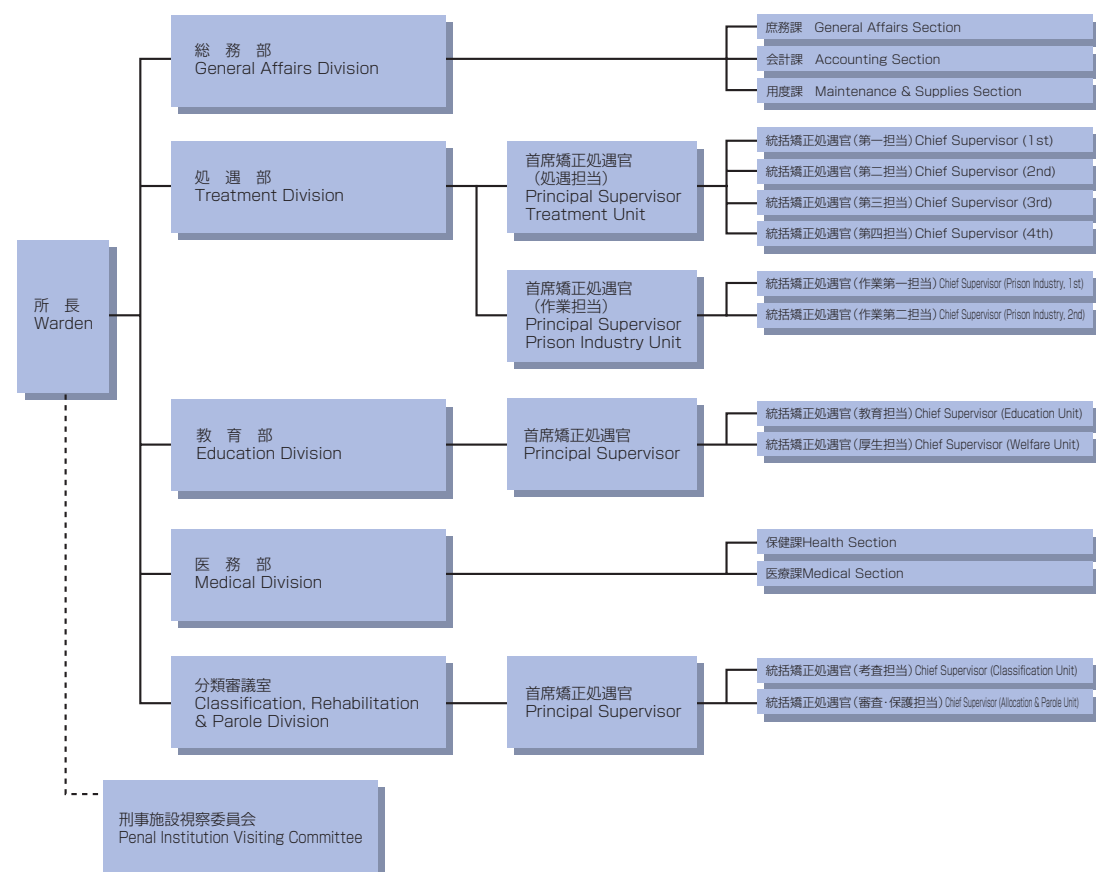 所　長
Warden
総　務　部
General Affairs Division
庶務課　General Affairs Section
会計課　Accounting Section
用度課　Maintenance & Supplies Section
処　遇　部
Treatment Division
首席矯正処遇官
（処遇担当）
Principal Supervisor
Treatment Unit
統括矯正処遇官（第一担当）Chief Supervisor (1st)
統括矯正処遇官（第二担当）Chief Supervisor (2nd)
統括矯正処遇官（第三担当）Chief Supervisor (3rd)
統括矯正処遇官（第四担当）Chief Supervisor (4th)
首席矯正処遇官
（作業担当）
Principal Supervisor
Prison Industry Unit
統括矯正処遇官（作業第一担当）Chief Supervisor (Prison Industry, 1st)
統括矯正処遇官（作業第二担当）Chief Supervisor (Prison Industry, 2nd)
教　育　部
Education Division
首席矯正処遇官
Principal Supervisor
統括矯正処遇官（教育担当）Chief Supervisor (Education Unit)
統括矯正処遇官（厚生担当）Chief Supervisor (Welfare Unit)
医　務　部
Medical Division
保健課Health Section
医療課Medical Section
分類審議室
Classification, Rehabilitation
& Parole Division
首席矯正処遇官
Principal Supervisor
統括矯正処遇官（考査担当）Chief Supervisor (Classification Unit)
統括矯正処遇官（審査・保護担当）Chief Supervisor (Allocation & Parole Unit)
刑事施設視察委員会
Penal Institution Visiting Committee